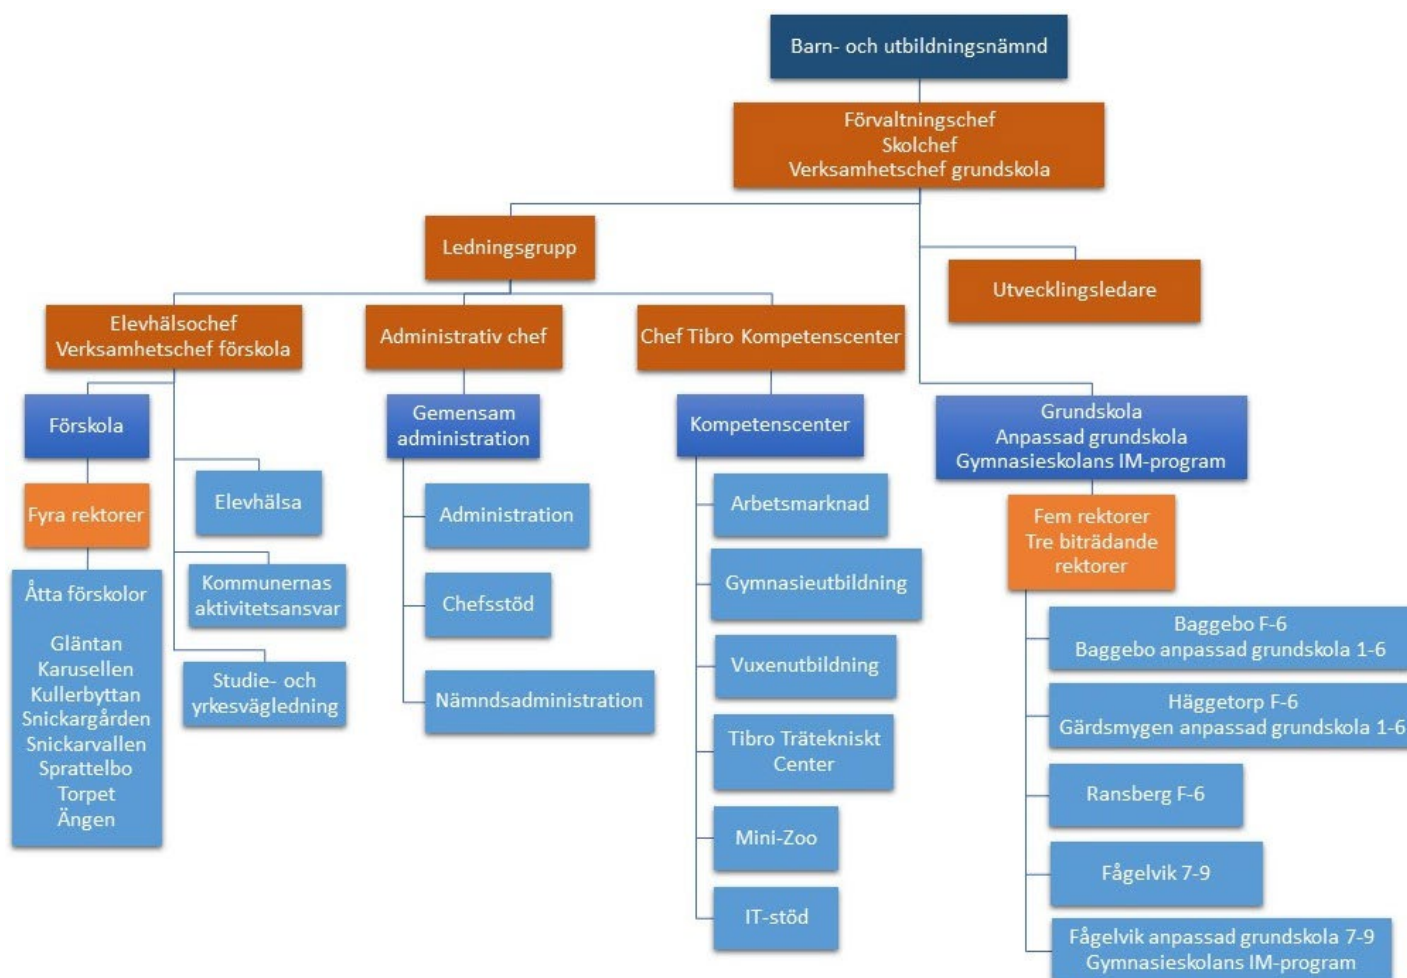 Barn- och utbildningsnämnd
Förvaltningschef
Skolchef
Verksamhetschef grundskola
Ledningsgrupp
Utvecklingsledare
Elevhälsochef
Verksamhetschef förskola
Administrativ chef
Chef Tibro Kompetenscenter
Förskola
Fyra rektorer
Åtta förskolor
Gläntan
Karusellen
Kullerbyttan
Snickargården
Snickarvallen
Sprattelbo
Torpet
Ängen
Elevhälsa
Kommunernas
aktivitetsansvar
Studie- och
yrkesvägledning
Gemensam
administration
Administration
Chefsstöd
Nämndsadministration
Kompetenscenter
Arbetsmarknad
Gymnasieutbildning
Vuxenutbildning
Tibro Trätekniskt
Center
Mini-Zoo
IT-stöd
Grundskola
Anpassad grundskola
Gymnasieskolans IM-program
Fem rektorer
Tre biträdande
rektorer
Baggebo F-6
Baggebo anpassad grundskola 1-6
Häggetorp F-6
Gärdsmygen anpassad grundskola 1-6
Ransberg F-6
Fågelvik 7-9
Fågelvik anpassad grundskola 7-9
Gymnasieskolans IM-program